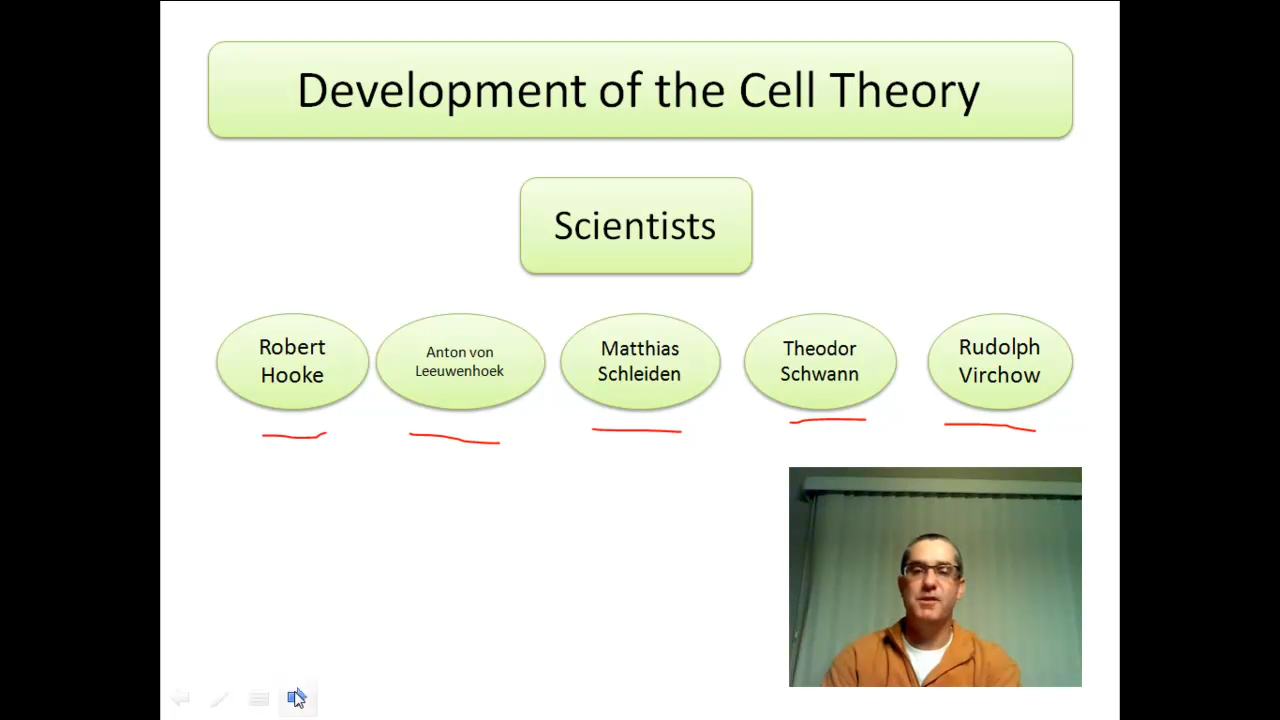 Development of the Cell Theory
Scientists
Robert
Hooke
Anton von
Leeuwenhoek
Matthias
Schleiden
Theodor
Schwann
Rudolph
Virchow